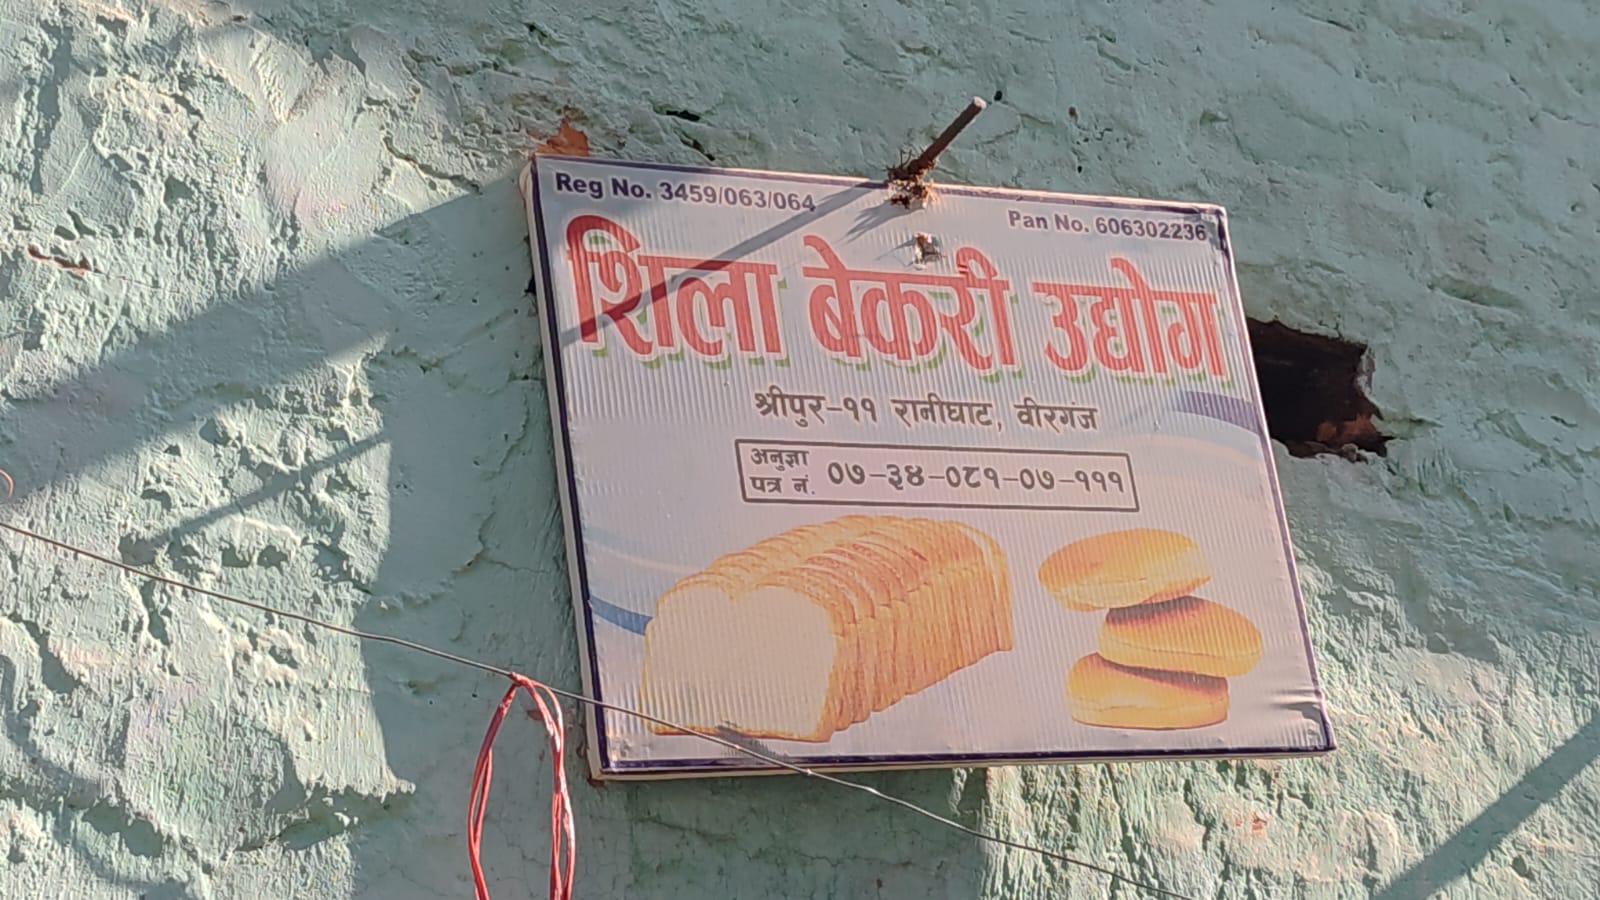 Reg No. 3459/063/064
Pan No. 606302236
शिला बेकरी उद्योग
श्रीपुर-११ रानीघाट, वीरगंज
अनुज्ञा
पत्र नं. ०७-३४-०८१-०७-१११